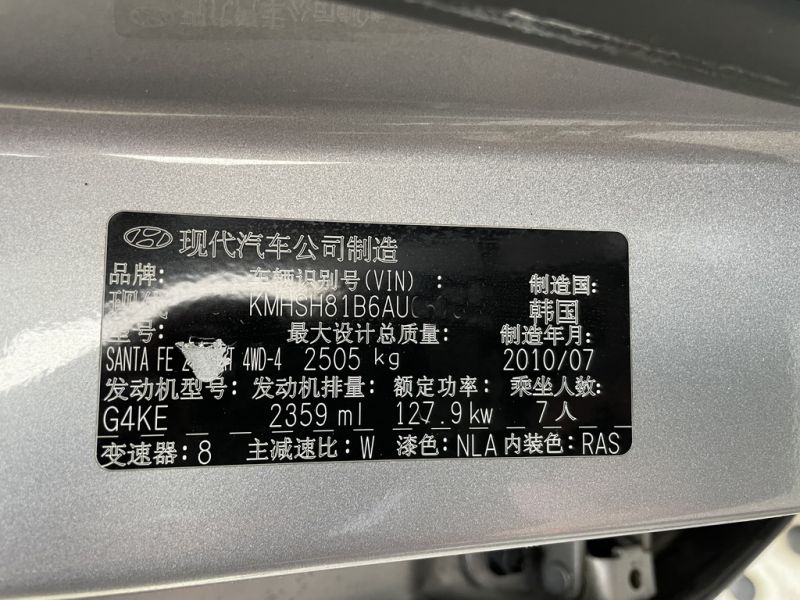 现代汽车公司制造
品牌: 车辆识别号(VIN) : 制造国:
现代 KMHSH81B6AU 韩国
型号: 最大设计总质量: 制造年月:
SANTA FE 4WD-4 2505 kg 2010/07
发动机型号: 发动机排量: 额定功率: 乘坐人数:
G4KE 2359 ml 127.9 kw 7 人
变速器: 8 主减速比: W 漆色: NLA 内装色: RAS